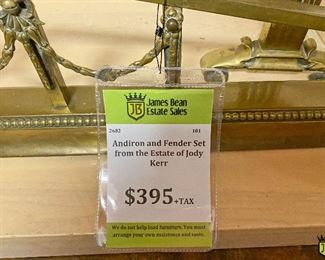 JB
James Bean
Estate Sales
2682 101
Andiron and Fender Set
from the Estate of Jody
Kerr
$395+TAX
We do not help load furniture. You must
arrange your own assistance and tools.